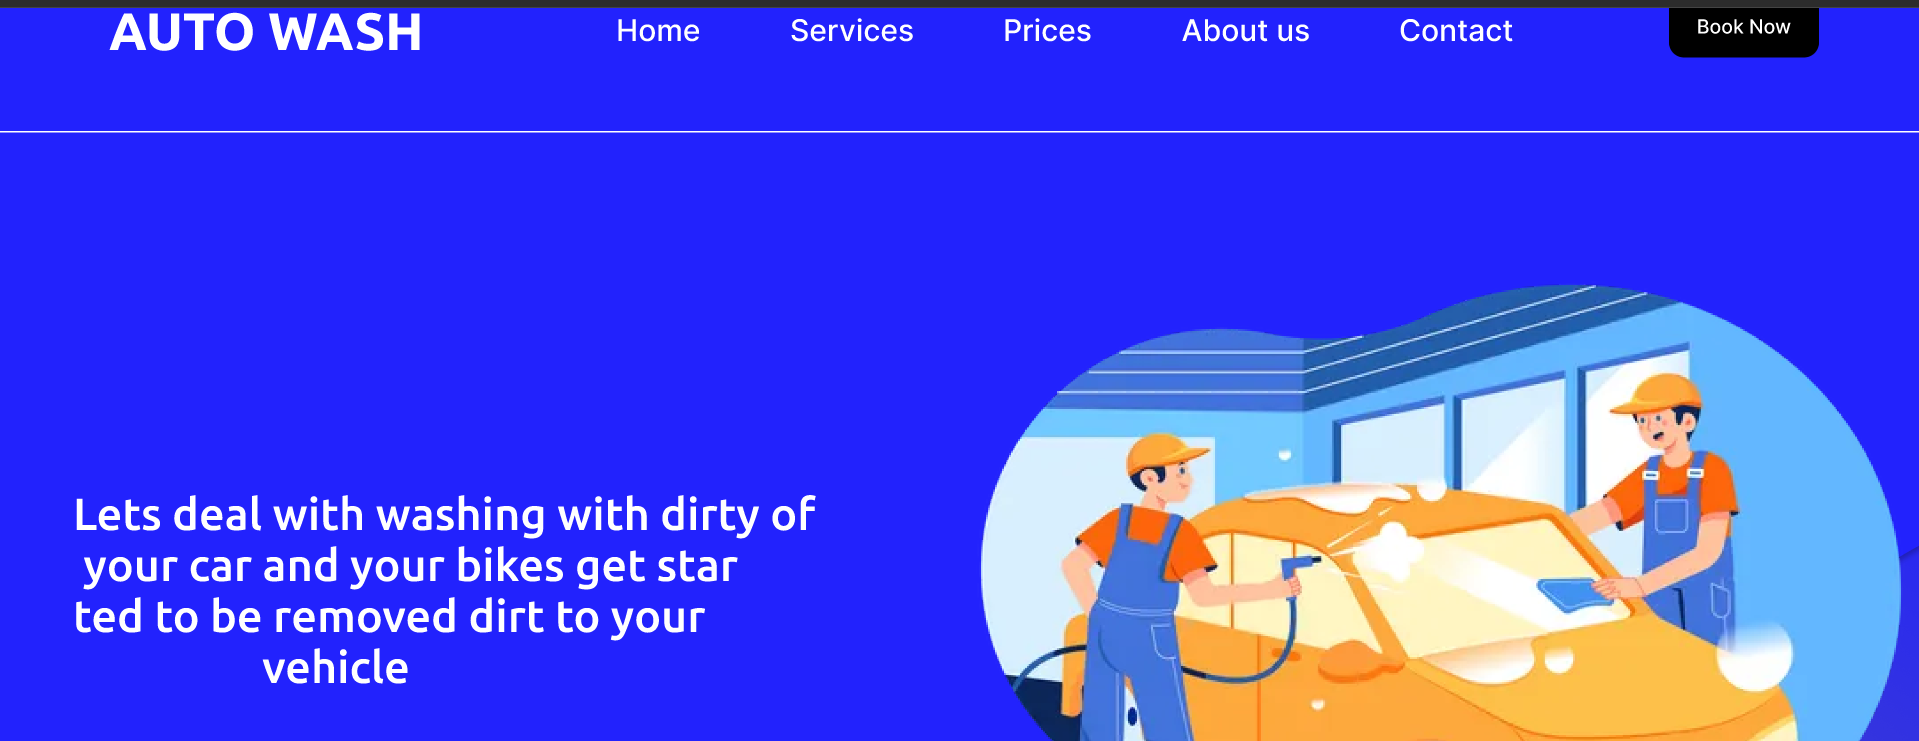 AUTO WASH
Home
Services
Prices
About us
Contact
Book Now
Lets deal with washing with dirty of
your car and your bikes get star
ted to be removed dirt to your
vehicle